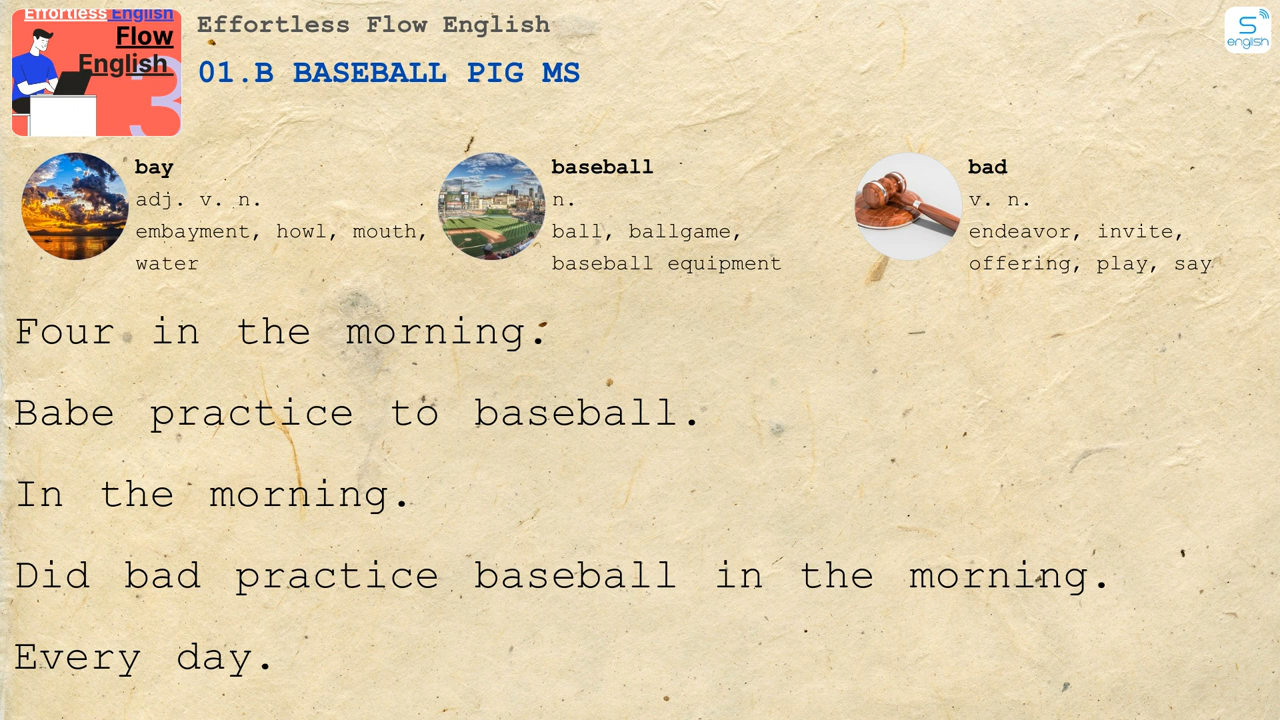 Effortless English
Flow
English
3
Effortless Flow English
01.B BASEBALL PIG MS
S
english
bay
adj. v. n.
embayment, howl, mouth,
water
baseball
n.
ball, ballgame,
baseball equipment
bad
v. n.
endeavor, invite,
offering, play, say
Four in the morning.
Babe practice to baseball.
In the morning.
Did bad practice baseball in the morning.
Every day.